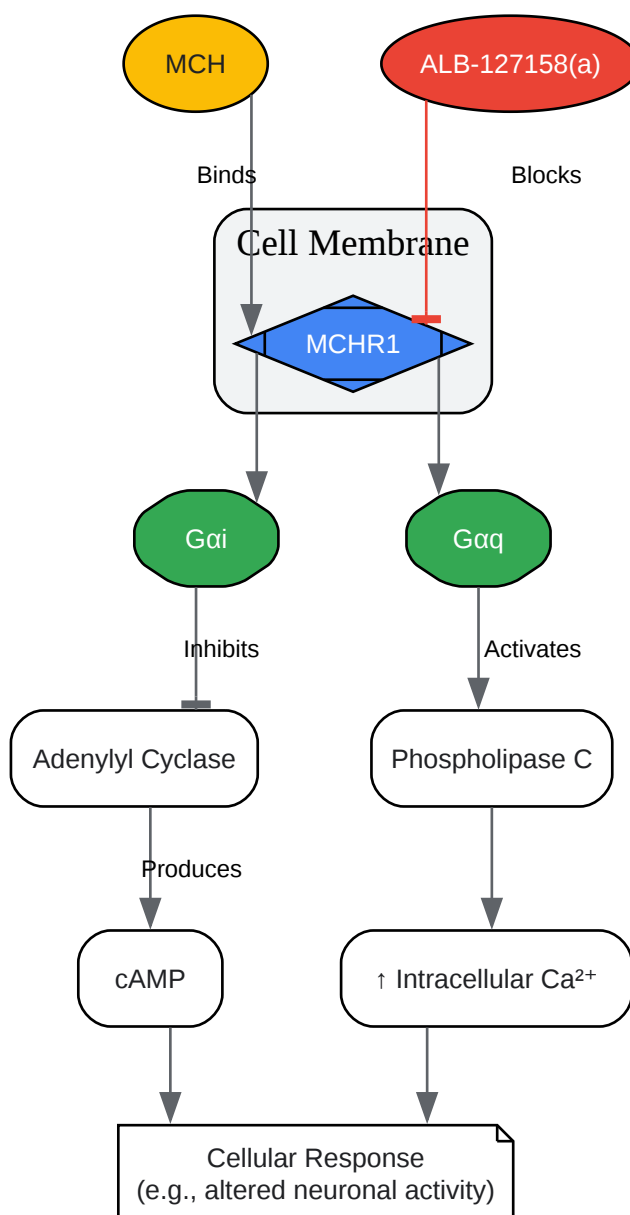 MCH
ALB-127158(a)
Binds
Blocks
Cell Membrane
MCHR1
Gαi
Gαq
Inhibits
Activates
Adenylyl Cyclase
Phospholipase C
Produces
cAMP
↑ Intracellular Ca²⁺
Cellular Response
(e.g., altered neuronal activity)